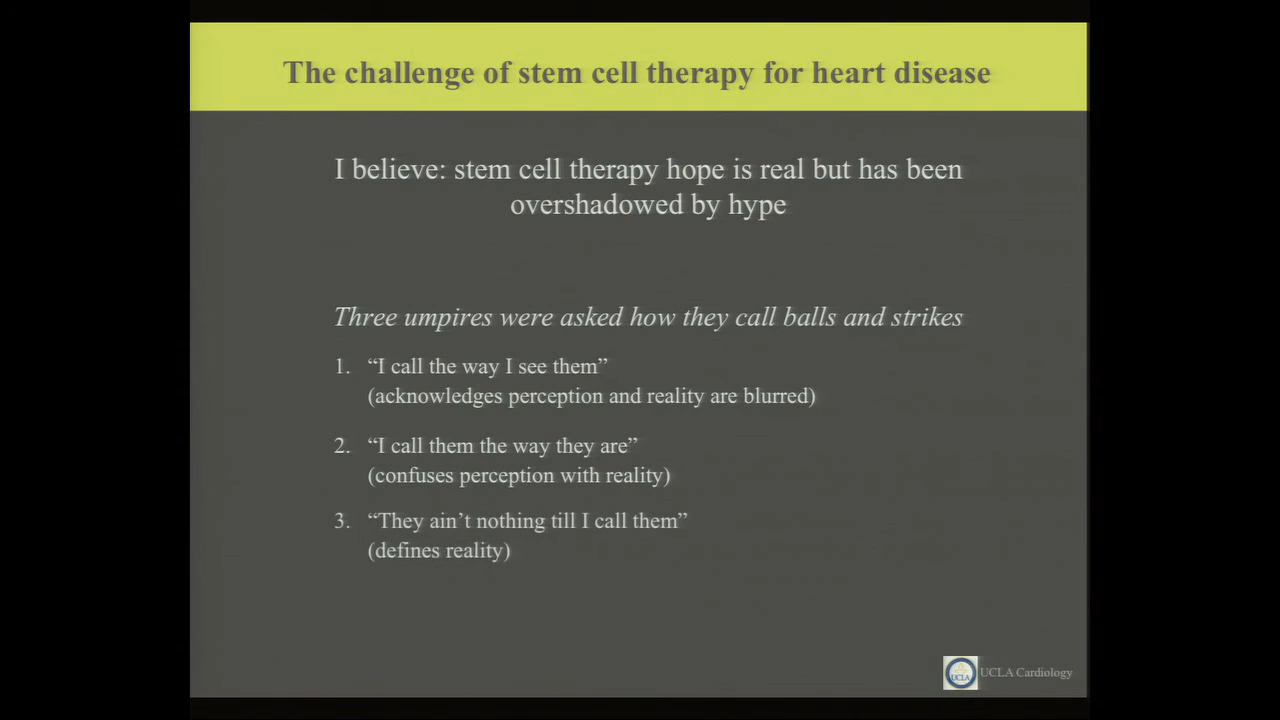 The challenge of stem cell therapy for heart disease
I believe: stem cell therapy hope is real but has been
overshadowed by hype
Three umpires were asked how they call balls and strikes
1. “I call the way I see them”
(acknowledges perception and reality are blurred)
2. “I call them the way they are”
(confuses perception with reality)
3. “They ain’t nothing till I call them”
(defines reality)
UCLA
UCLA Cardiology